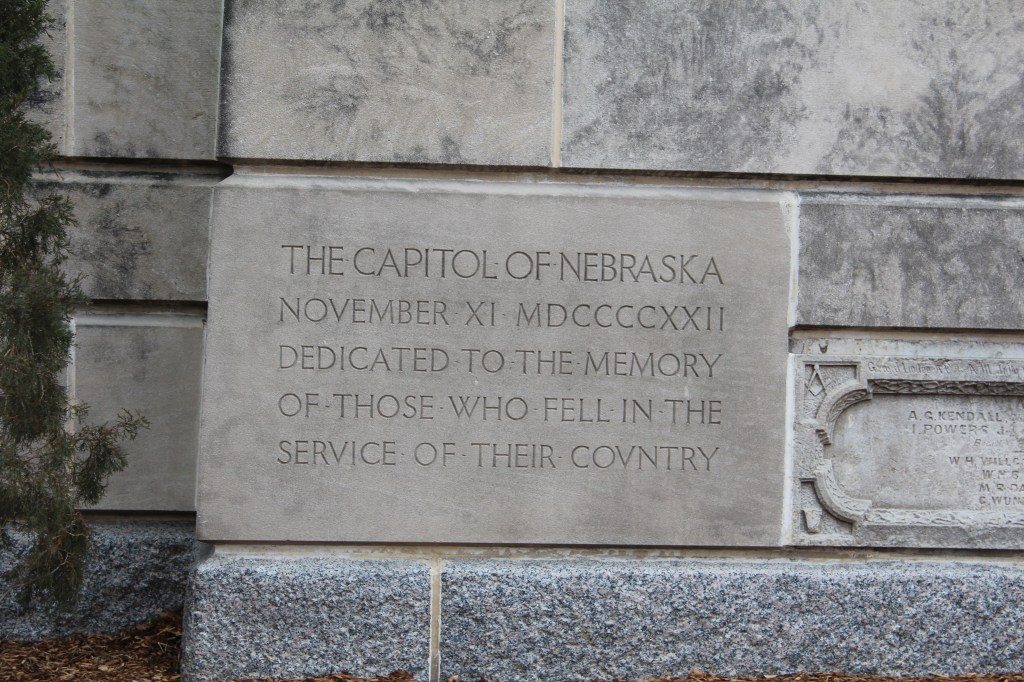 THE CAPITOL·OF·NEBRASKA
NOVEMBER·XI·MDCCCCXXII
DEDICATED·TO·THE·MEMORY
OF·THOSE·WHO·FELL·IN·THE
SERVICE·OF·THEIR·COVNTRY
A.G.KENDALL
I.POWERS J.
W.H.
M.R.